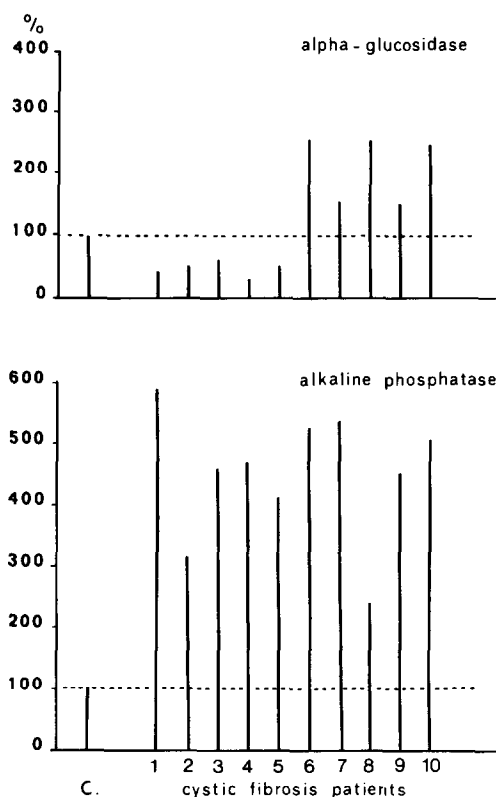 %
alpha - glucosidase
400
300
200
100
0
alkaline phosphatase
600
500
400
300
200
100
0
C.
1 2 3 4 5 6 7 8 9 10
cystic fibrosis patients